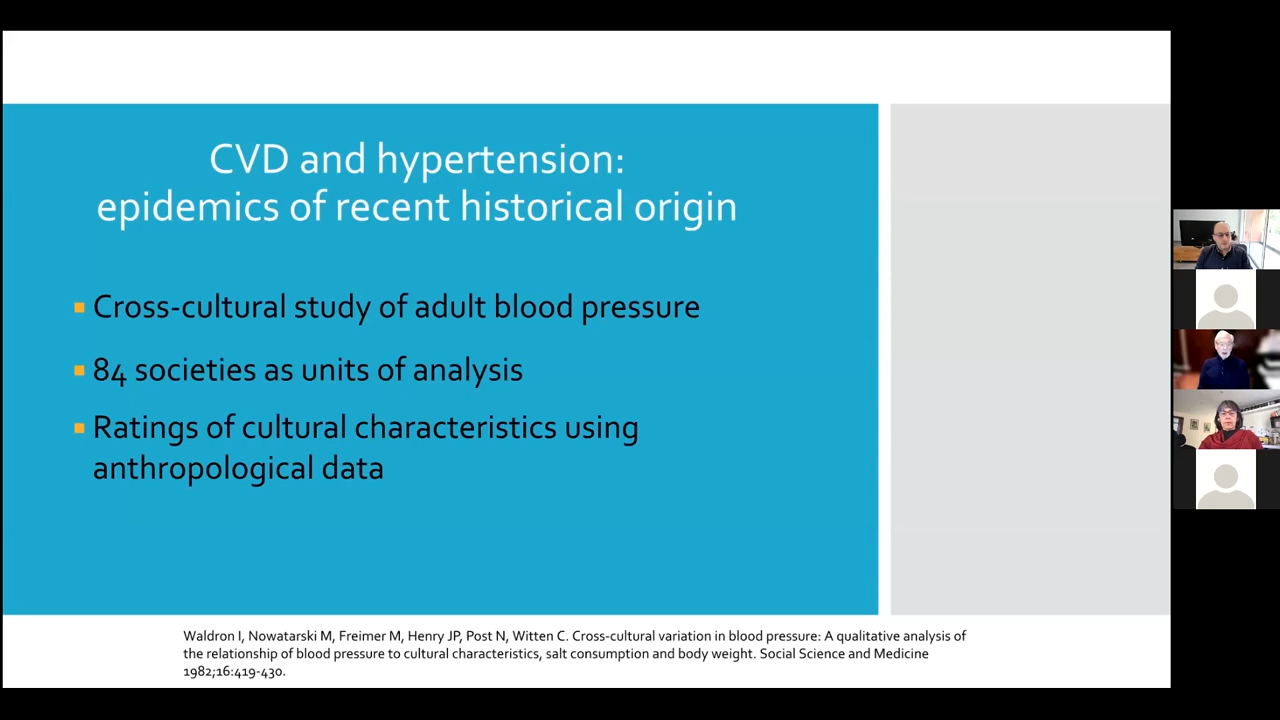 CVD and hypertension:
epidemics of recent historical origin
Cross-cultural study of adult blood pressure
84 societies as units of analysis
Ratings of cultural characteristics using
anthropological data
Waldron I, Nowatarski M, Freimer M, Henry JP, Post N, Witten C. Cross-cultural variation in blood pressure: A qualitative analysis of
the relationship of blood pressure to cultural characteristics, salt consumption and body weight. Social Science and Medicine
1982;16:419-430.